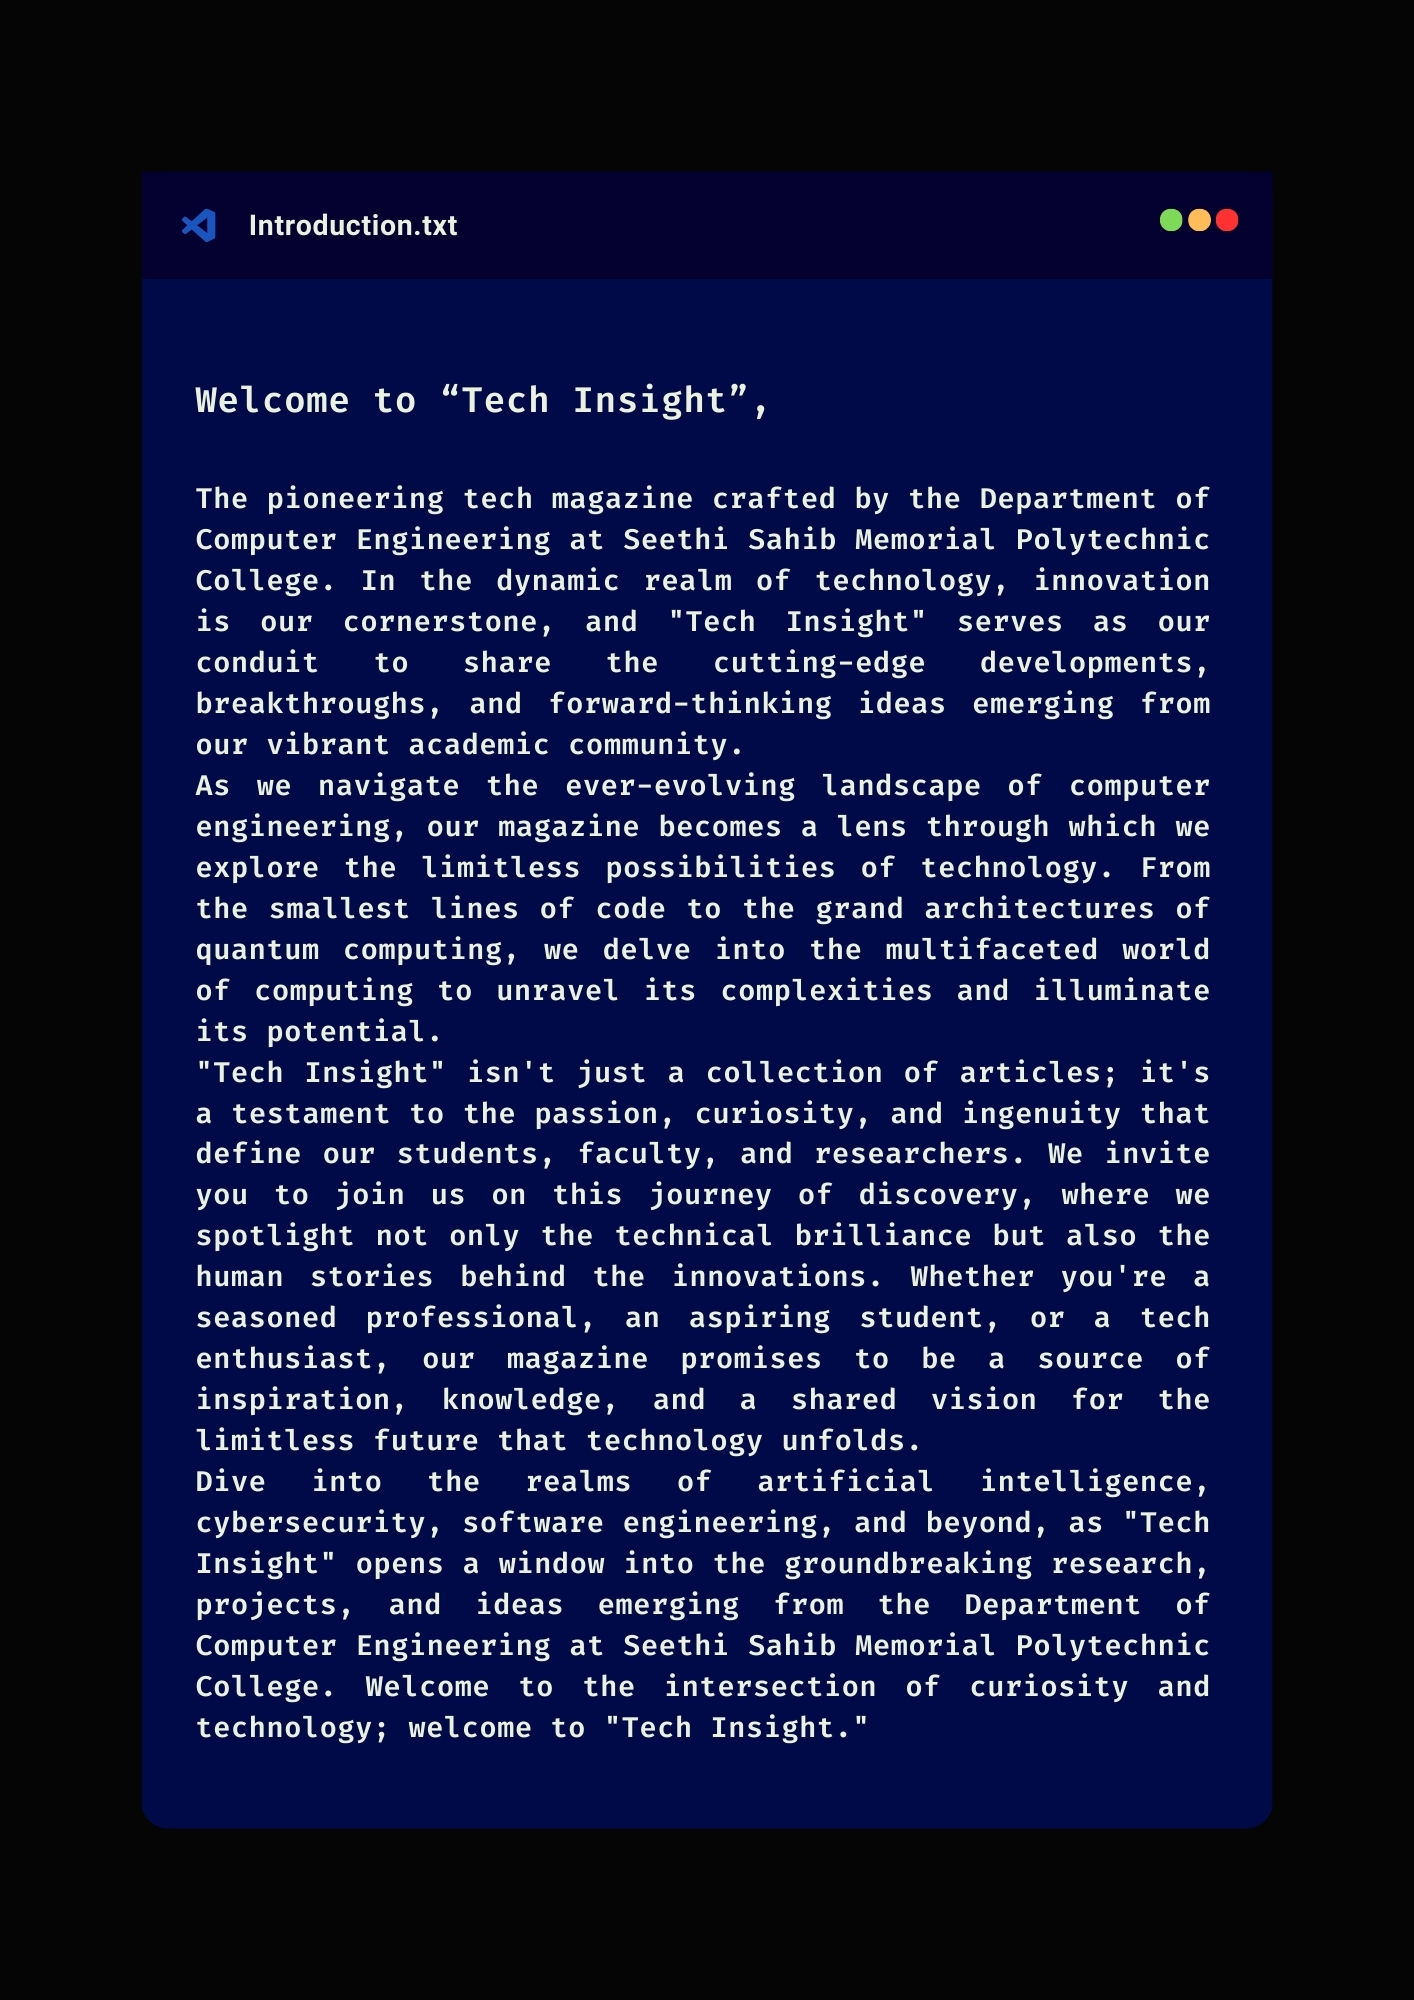 Introduction.txt
Welcome to “Tech Insight”,
The pioneering tech magazine crafted by the Department of
Computer Engineering at Seethi Sahib Memorial Polytechnic
College. In the dynamic realm of technology, innovation
is our cornerstone, and "Tech Insight" serves as our
conduit to share the cutting-edge developments,
breakthroughs, and forward-thinking ideas emerging from
our vibrant academic community.
As we navigate the ever-evolving landscape of computer
engineering, our magazine becomes a lens through which we
explore the limitless possibilities of technology. From
the smallest lines of code to the grand architectures of
quantum computing, we delve into the multifaceted world
of computing to unravel its complexities and illuminate
its potential.
"Tech Insight" isn't just a collection of articles; it's
a testament to the passion, curiosity, and ingenuity that
define our students, faculty, and researchers. We invite
you to join us on this journey of discovery, where we
spotlight not only the technical brilliance but also the
human stories behind the innovations. Whether you're a
seasoned professional, an aspiring student, or a tech
enthusiast, our magazine promises to be a source of
inspiration, knowledge, and a shared vision for the
limitless future that technology unfolds.
Dive into the realms of artificial intelligence,
cybersecurity, software engineering, and beyond, as "Tech
Insight" opens a window into the groundbreaking research,
projects, and ideas emerging from the Department of
Computer Engineering at Seethi Sahib Memorial Polytechnic
College. Welcome to the intersection of curiosity and
technology; welcome to "Tech Insight."